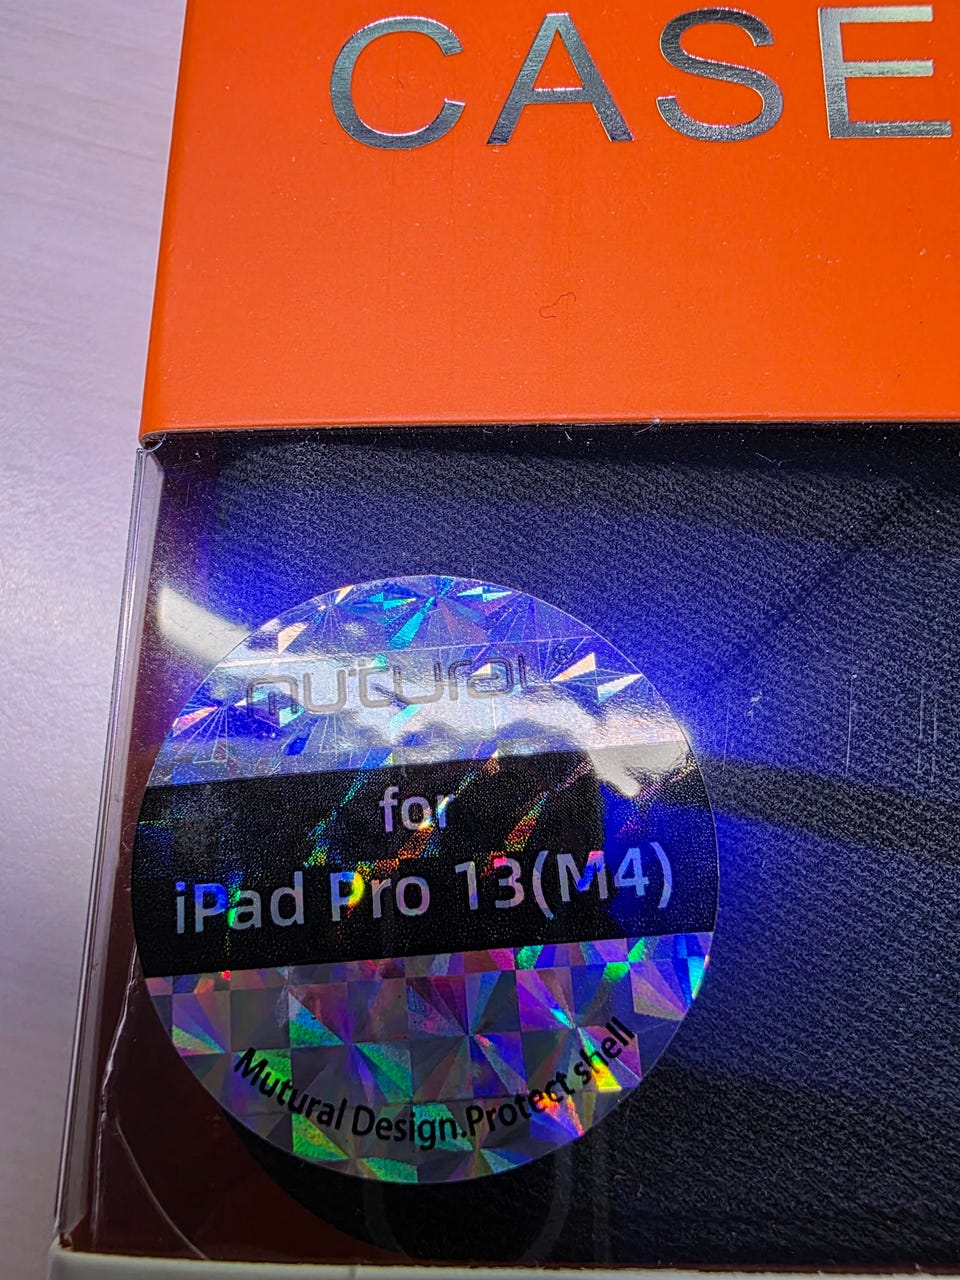 CASE
mutural®
for
iPad Pro 13(M4)
Mutural Design.Protect shell